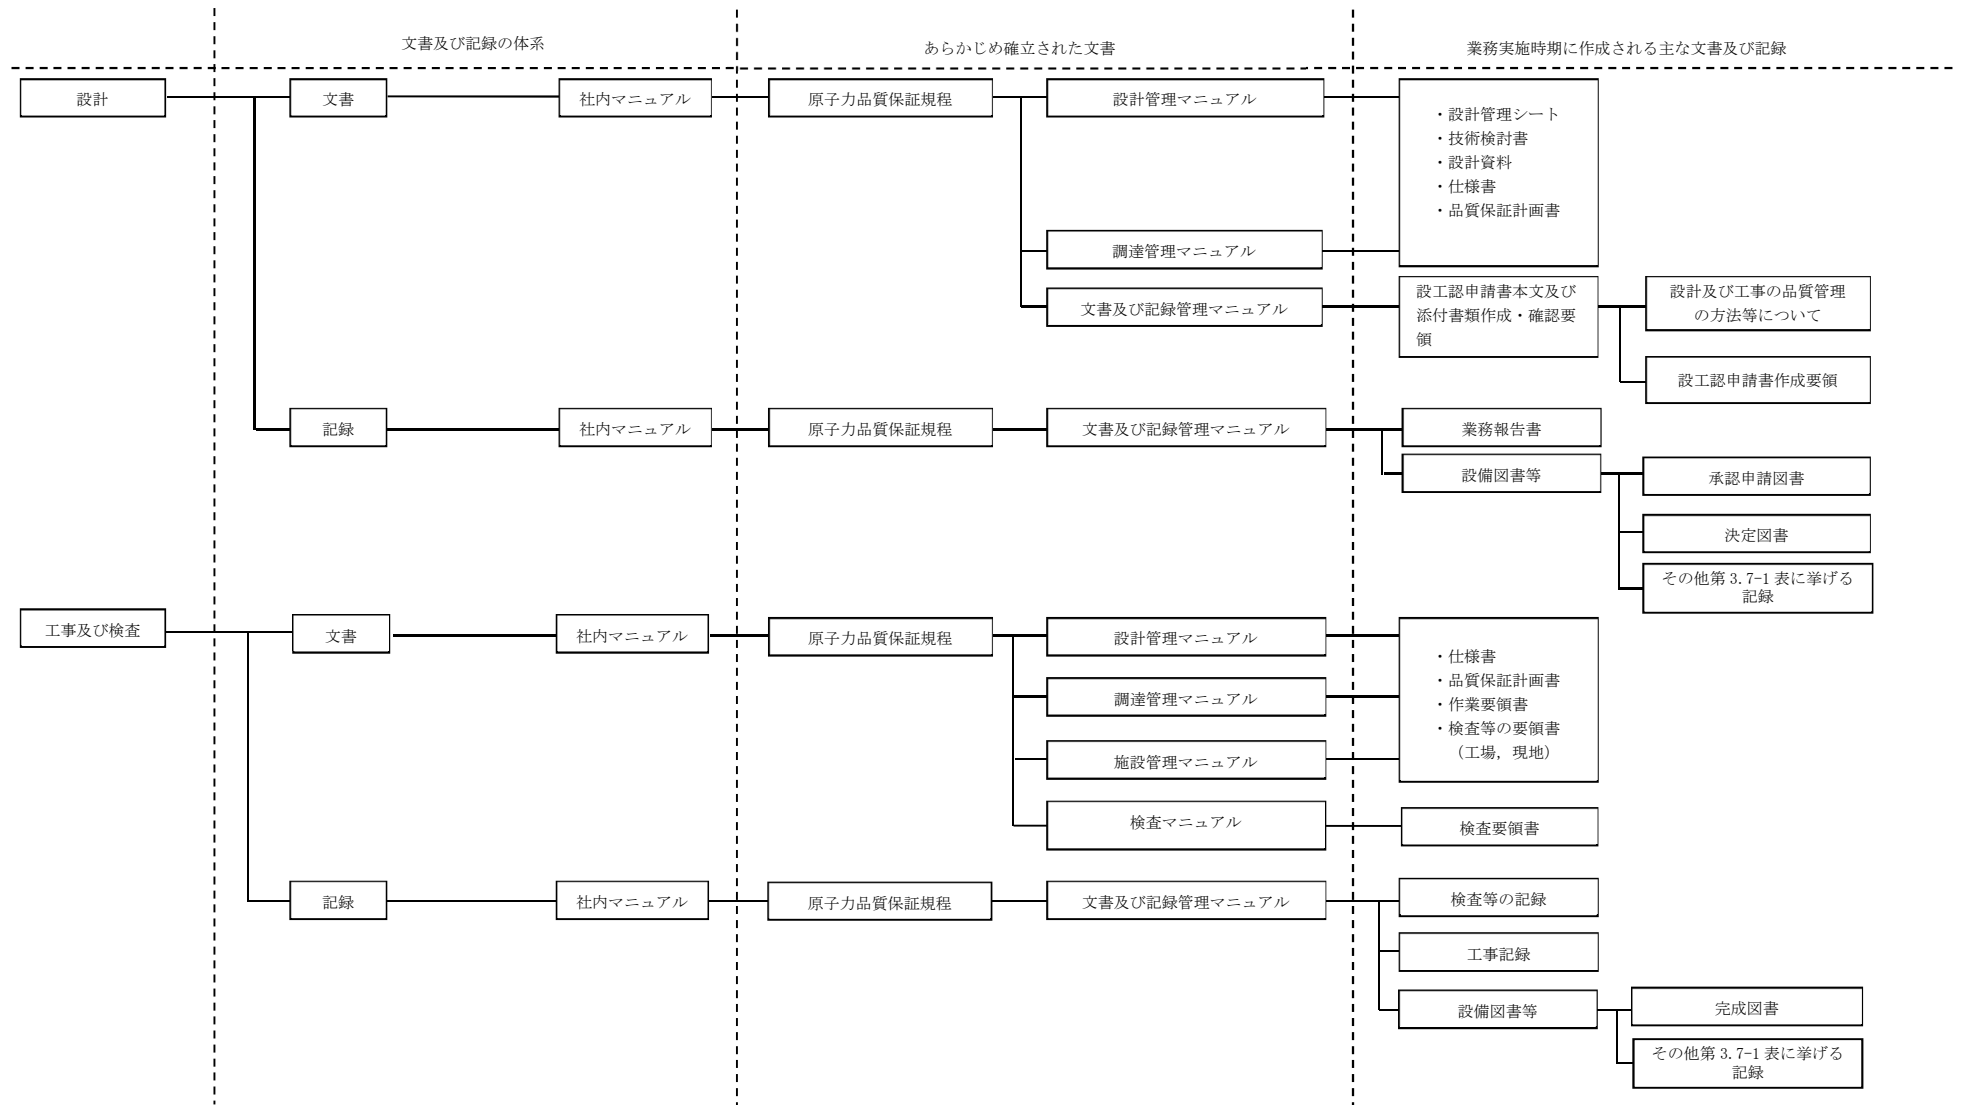 文書及び記録の体系
あらかじめ確立された文書
業務実施時期に作成される主な文書及び記録
設計
文書
社内マニュアル
原子力品質保証規程
設計管理マニュアル
・設計管理シート
・技術検討書
・設計資料
・仕様書
・品質保証計画書
調達管理マニュアル
文書及び記録管理マニュアル
設工認申請書本文及び
添付書類作成・確認要
領
設計及び工事の品質管理
の方法等について
設工認申請書作成要領
記録
社内マニュアル
原子力品質保証規程
文書及び記録管理マニュアル
業務報告書
設備図書等
承認申請図書
決定図書
その他第 3.7-1 表に挙げる
記録
工事及び検査
文書
社内マニュアル
原子力品質保証規程
設計管理マニュアル
・仕様書
・品質保証計画書
・作業要領書
・検査等の要領書
（工場，現地）
調達管理マニュアル
施設管理マニュアル
検査マニュアル
検査要領書
記録
社内マニュアル
原子力品質保証規程
文書及び記録管理マニュアル
検査等の記録
工事記録
設備図書等
完成図書
その他第 3.7-1 表に挙げる
記録